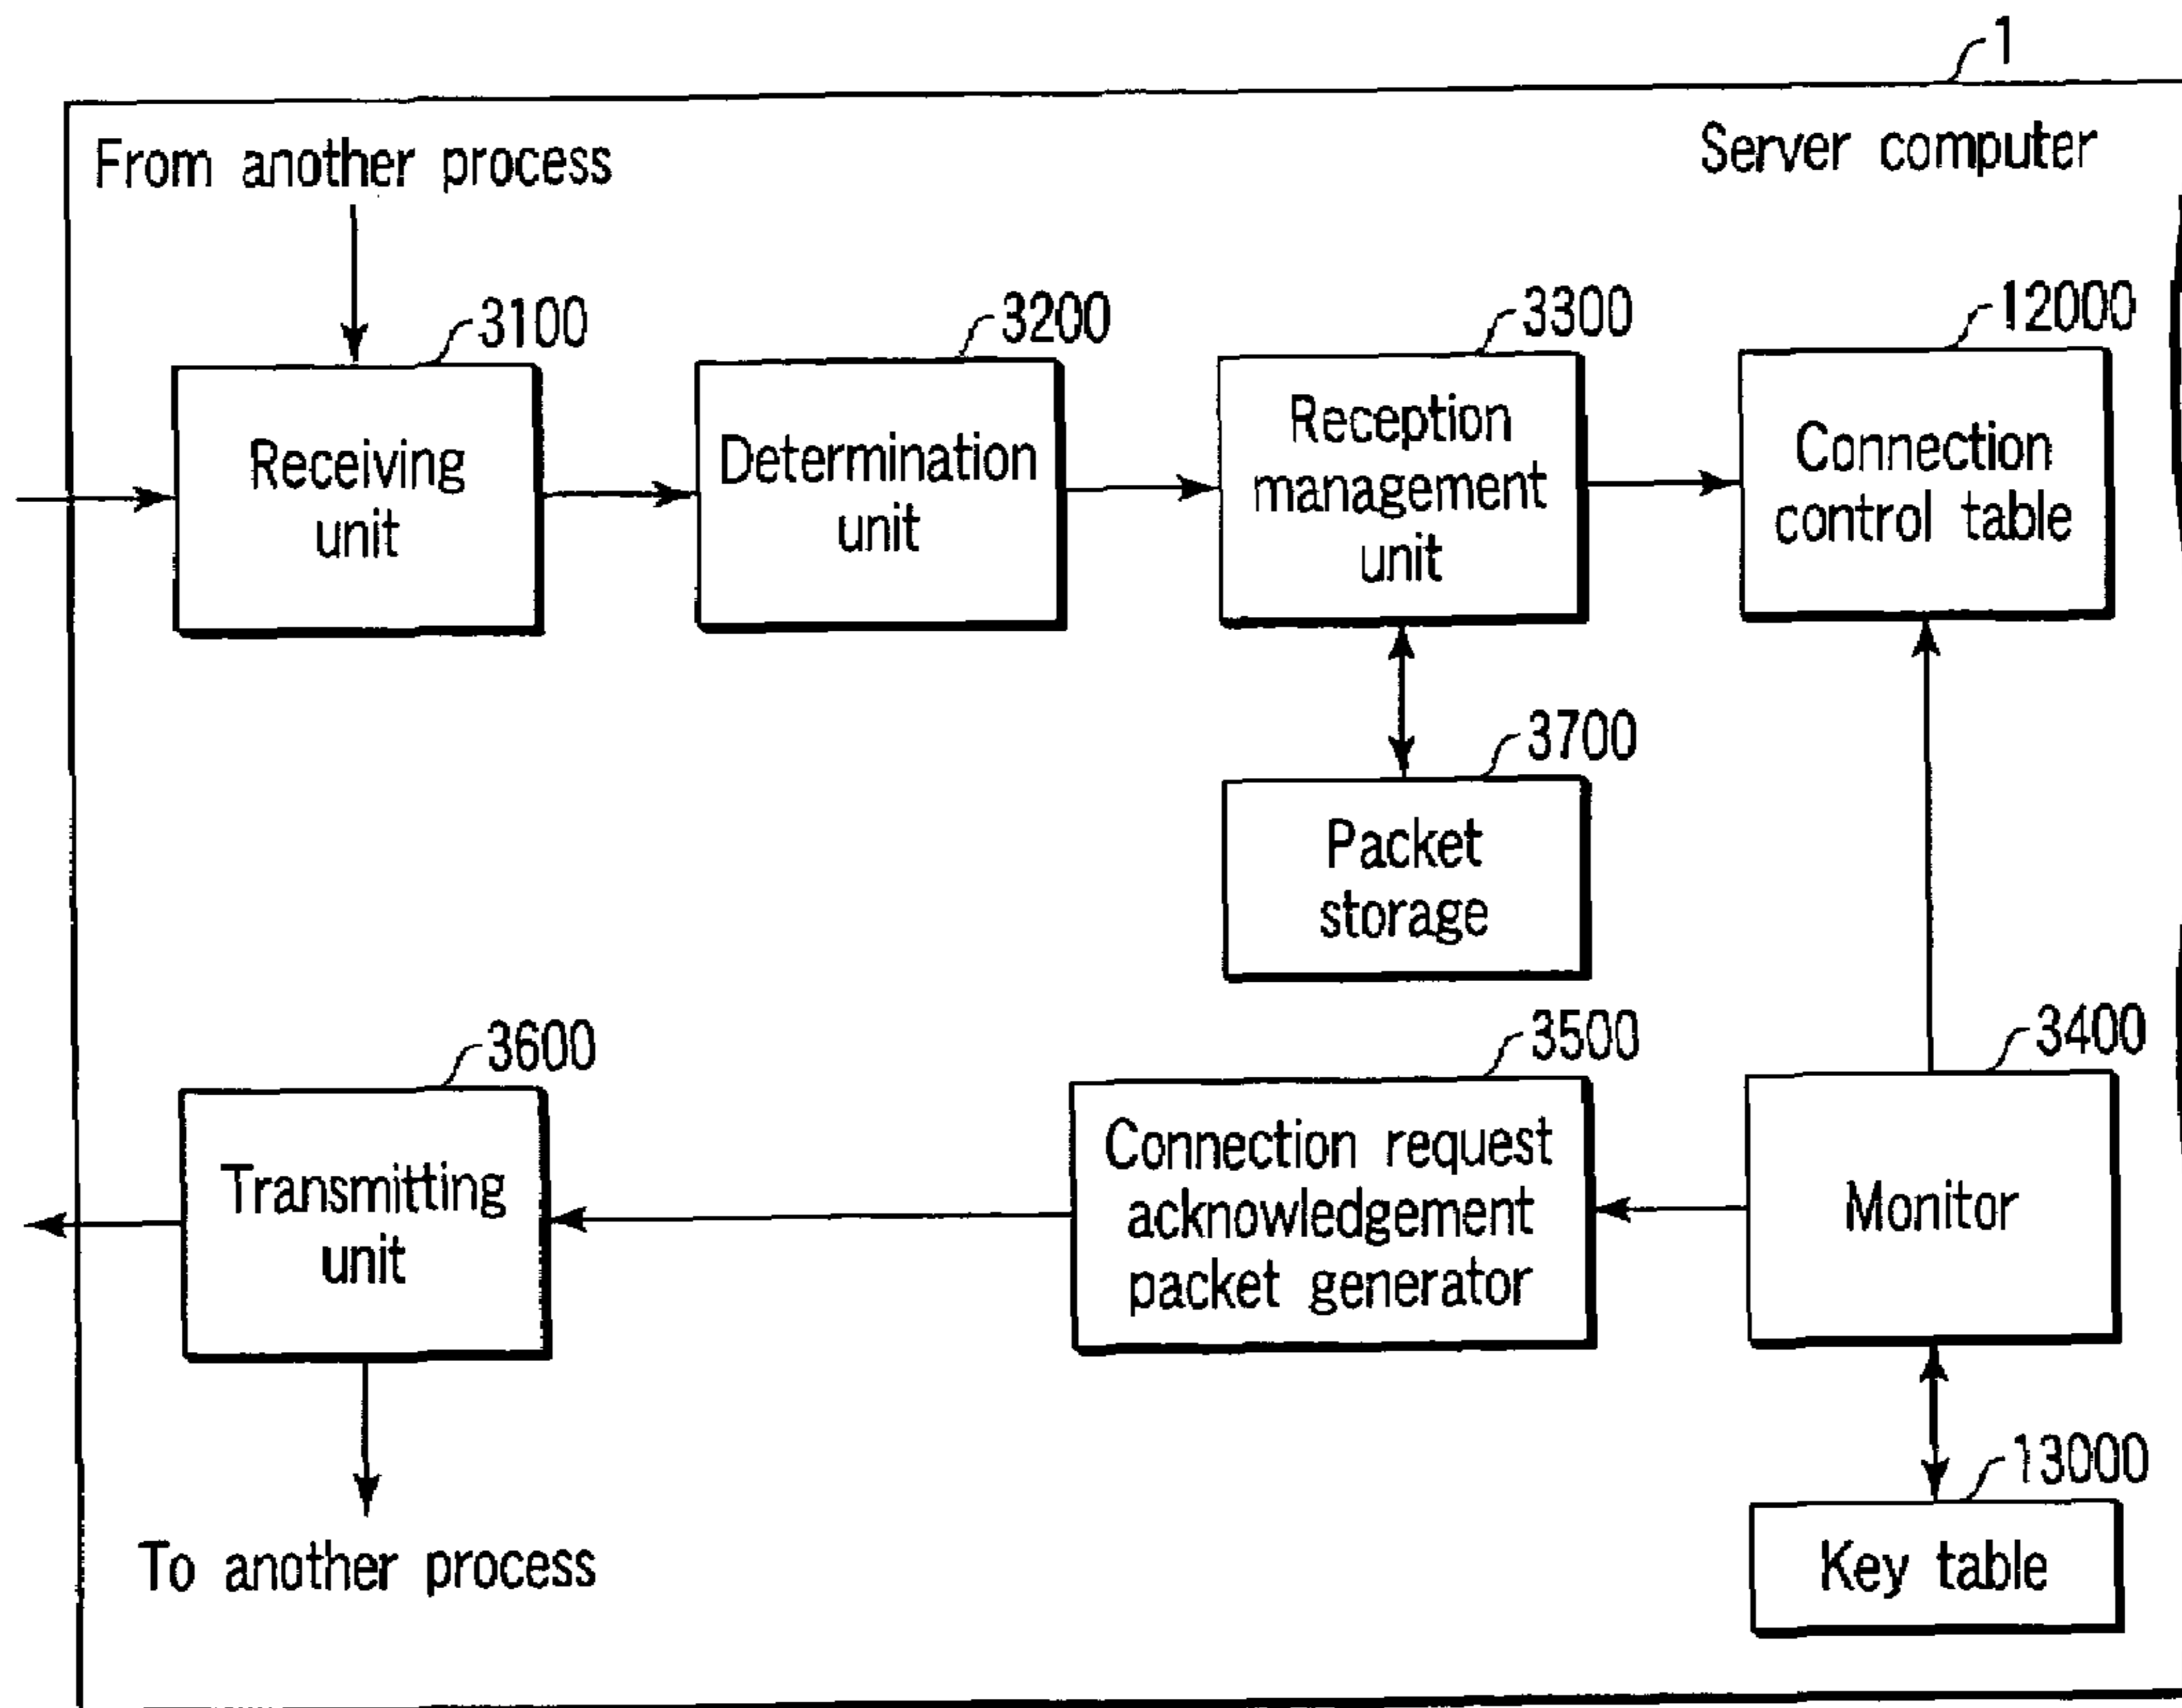 1
From another process
Server computer
3100
3200
3300
12000
Receiving
unit
Determination
unit
Reception
management
unit
Connection
control table
3700
Packet
storage
3600
3500
3400
Transmitting
unit
Connection request
acknowledgement
packet generator
Monitor
13000
To another process
Key table